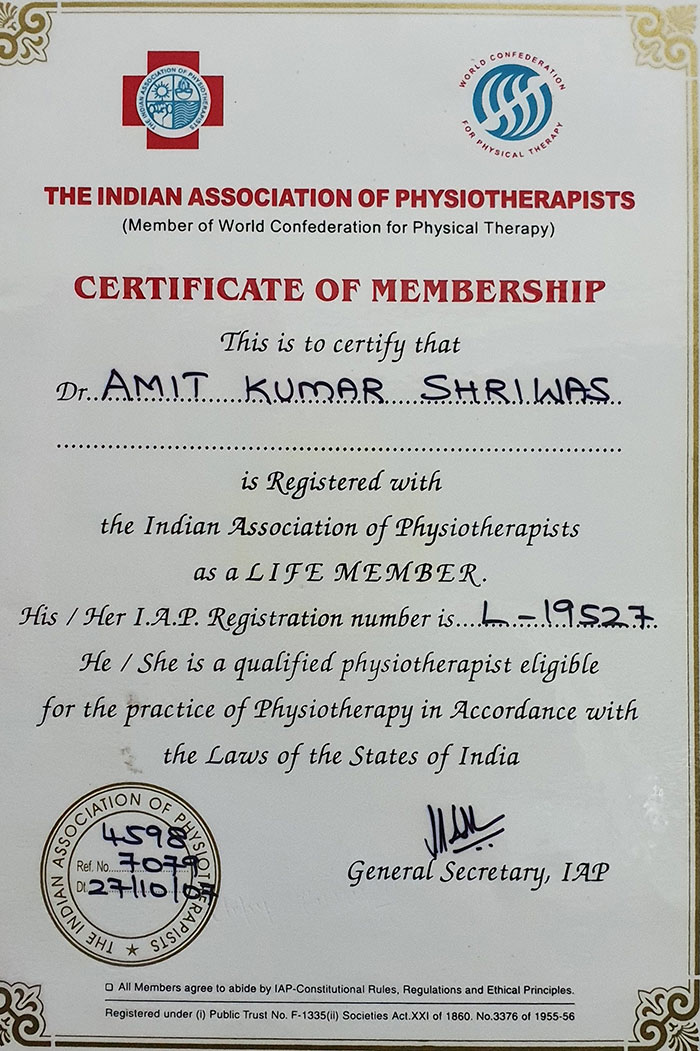 THE INDIAN ASSOCIATION OF PHYSIOTHERAPISTS
WORLD CONFEDERATION
FOR PHYSICAL THERAPY
THE INDIAN ASSOCIATION OF PHYSIOTHERAPISTS
(Member of World Confederation for Physical Therapy)
CERTIFICATE OF MEMBERSHIP
This is to certify that
Dr. AMIT KUMAR SHRIWAS
is Registered with
the Indian Association of Physiotherapists
as a LIFE MEMBER.
His / Her I.A.P. Registration number is....L-19527
He / She is a qualified physiotherapist eligible
for the practice of Physiotherapy in Accordance with
the Laws of the States of India
THE INDIAN ASSOCIATION OF PHYSIOTHERAPISTS
4598
Ref. No. 7079
Dt. 27/10/07
General Secretary, IAP
All Members agree to abide by IAP-Constitutional Rules, Regulations and Ethical Principles.
Registered under (i) Public Trust No. F-1335(ii) Societies Act.XXI of 1860. No.3376 of 1955-56